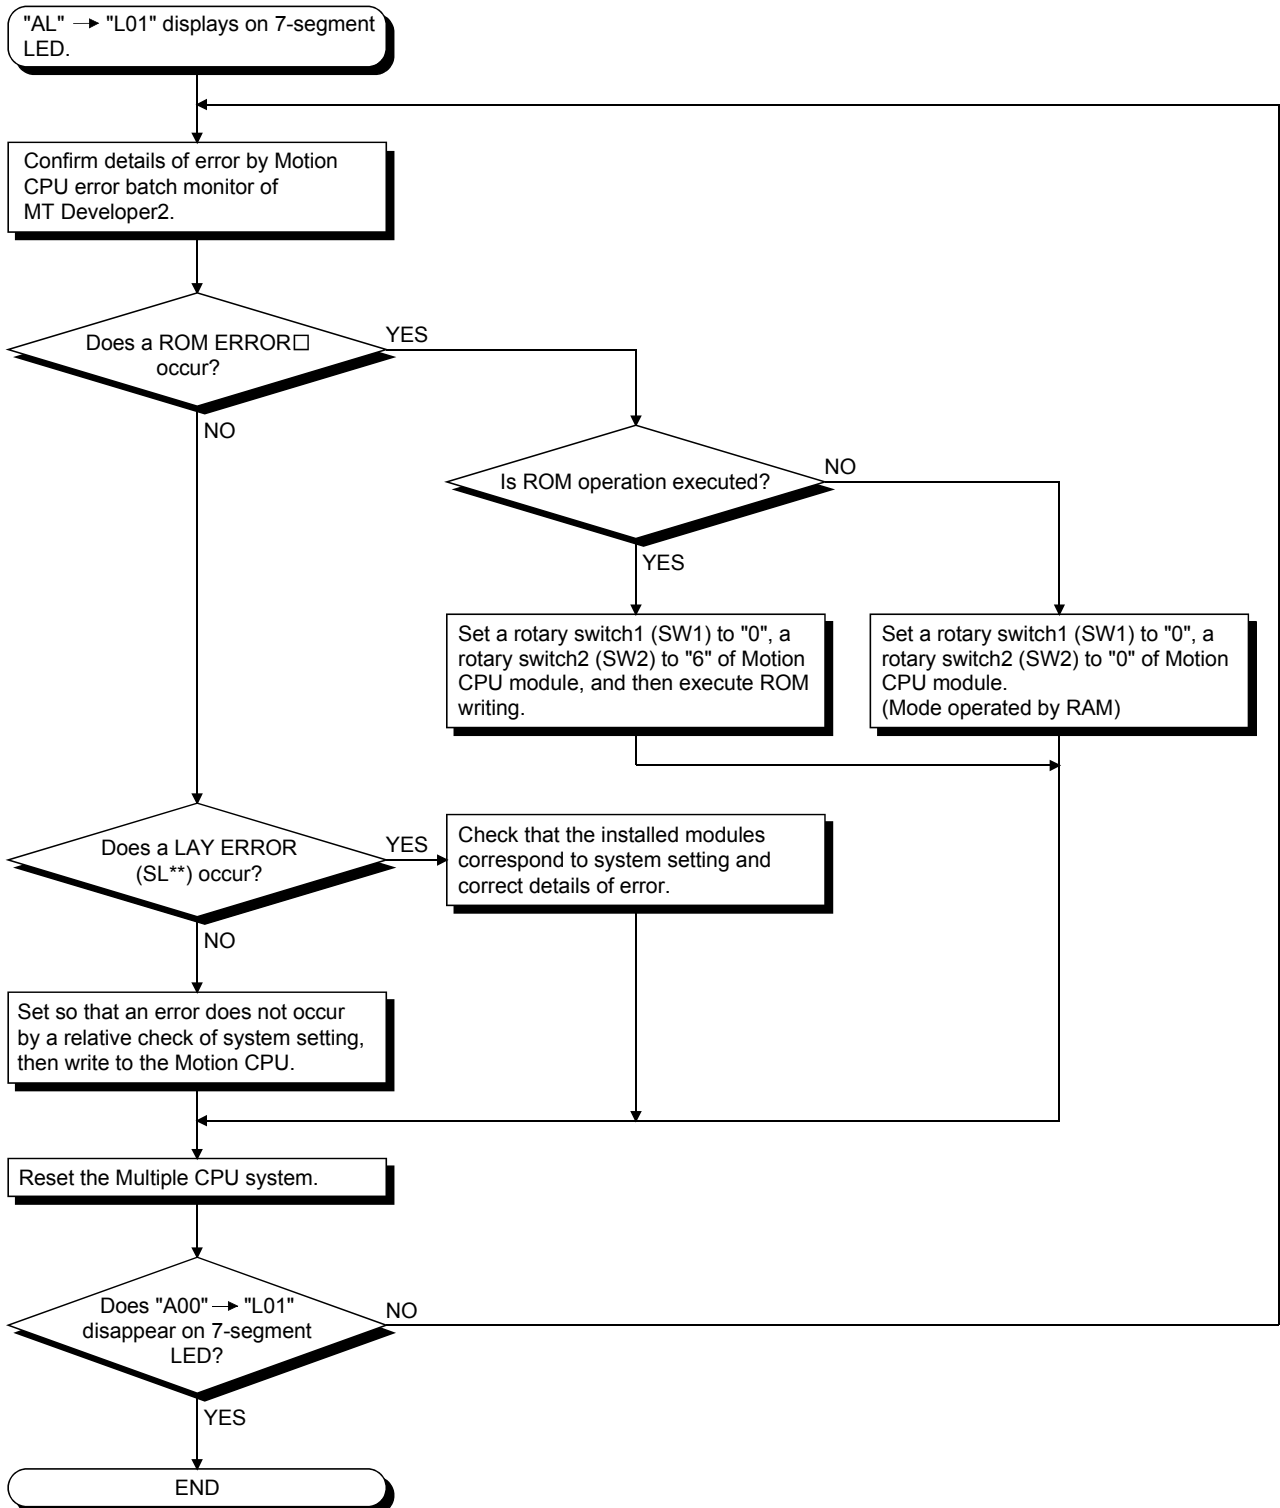 "AL" → "L01" displays on 7-segment
LED.
Confirm details of error by Motion
CPU error batch monitor of
MT Developer2.
Does a ROM ERROR□
occur?
YES
NO
Is ROM operation executed?
NO
YES
Set a rotary switch1 (SW1) to "0", a
rotary switch2 (SW2) to "6" of Motion
CPU module, and then execute ROM
writing.
Set a rotary switch1 (SW1) to "0", a
rotary switch2 (SW2) to "0" of Motion
CPU module.
(Mode operated by RAM)
Does a LAY ERROR
(SL**) occur?
YES
NO
Check that the installed modules
correspond to system setting and
correct details of error.
Set so that an error does not occur
by a relative check of system setting,
then write to the Motion CPU.
Reset the Multiple CPU system.
Does "A00" → "L01"
disappear on 7-segment
LED?
NO
YES
END